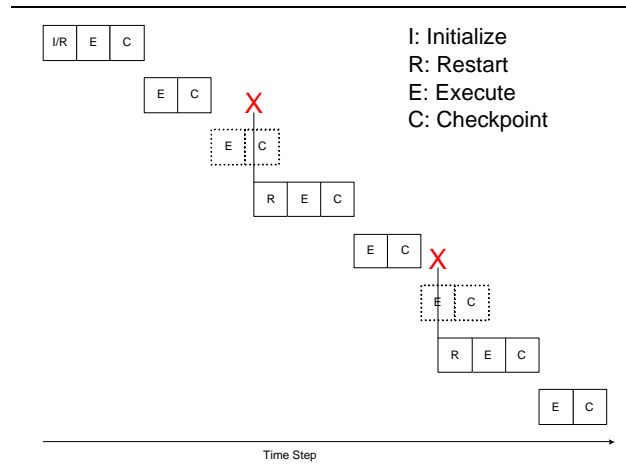 I/R E C
I: Initialize
R: Restart
E: Execute
C: Checkpoint
E C
X
E C
R E C
E C
X
E C
R E C
E C
Time Step